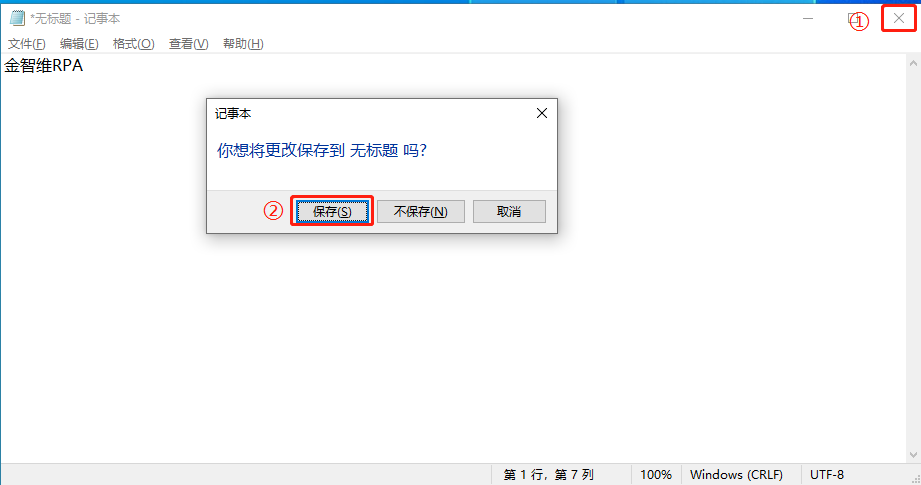 *无标题 - 记事本
①
文件(F) 编辑(E) 格式(O) 查看(V) 帮助(H)
金智维RPA
记事本
你想将更改保存到 无标题 吗?
② 保存(S) 不保存(N) 取消
第 1 行，第 7 列 100% Windows (CRLF) UTF-8